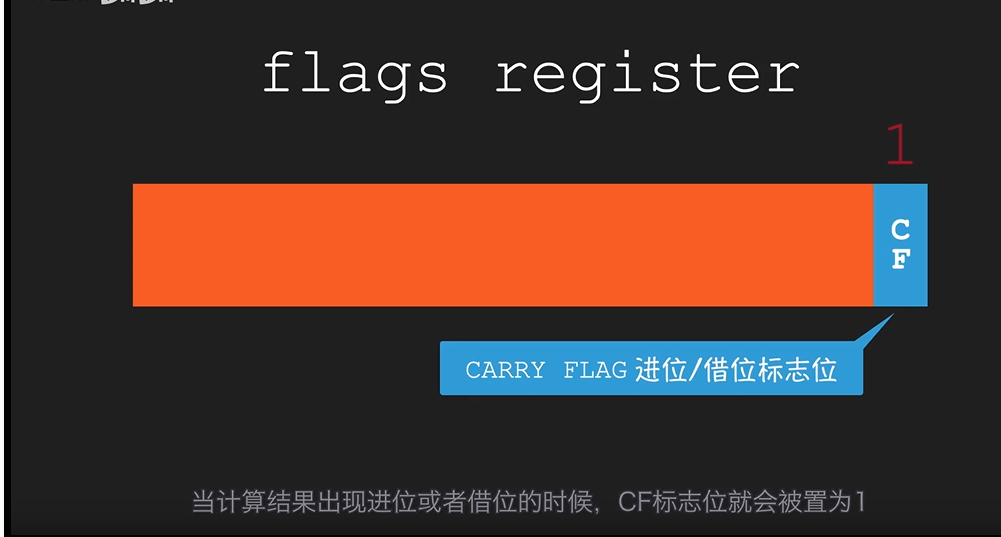 flags register
1
C
F
CARRY FLAG 进位/借位标志位
当计算结果出现进位或者借位的时候，CF标志位就会被置为1